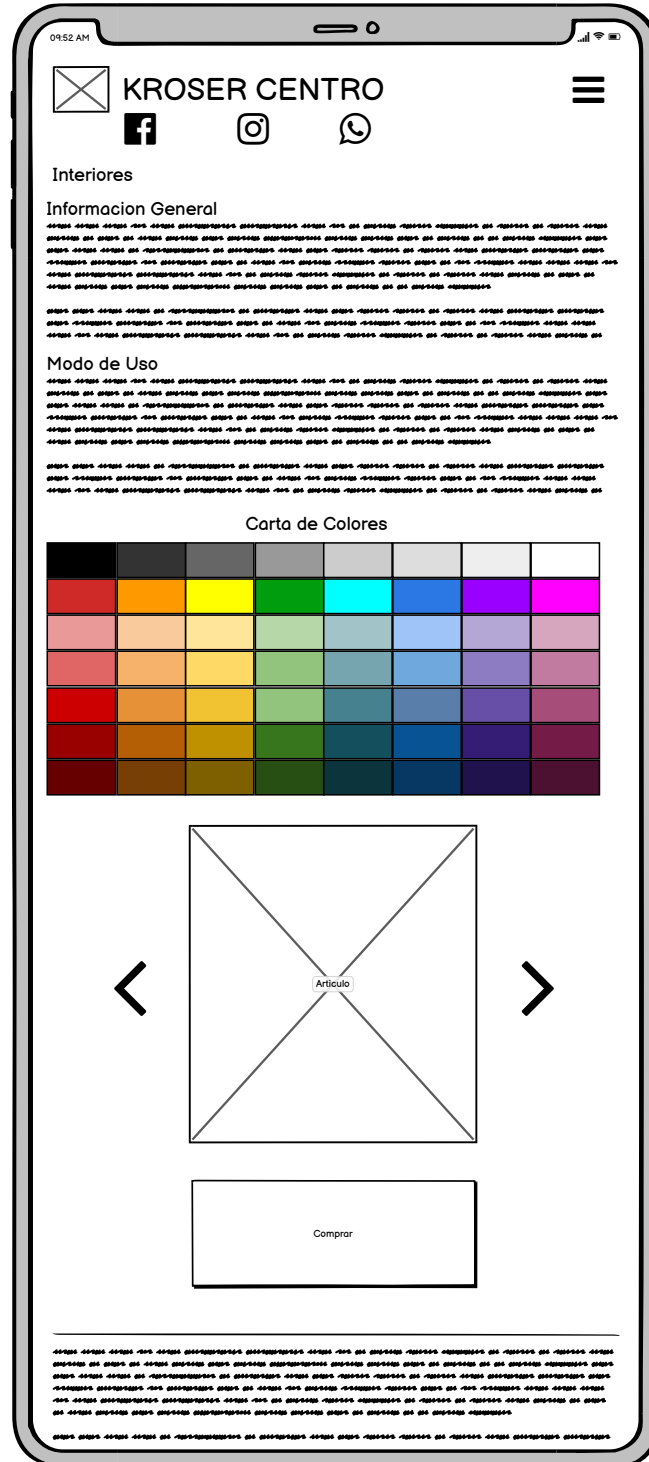 09:52 AM
KROSER CENTRO
Interiores
Informacion General
Modo de Uso
Carta de Colores
Articulo
Comprar